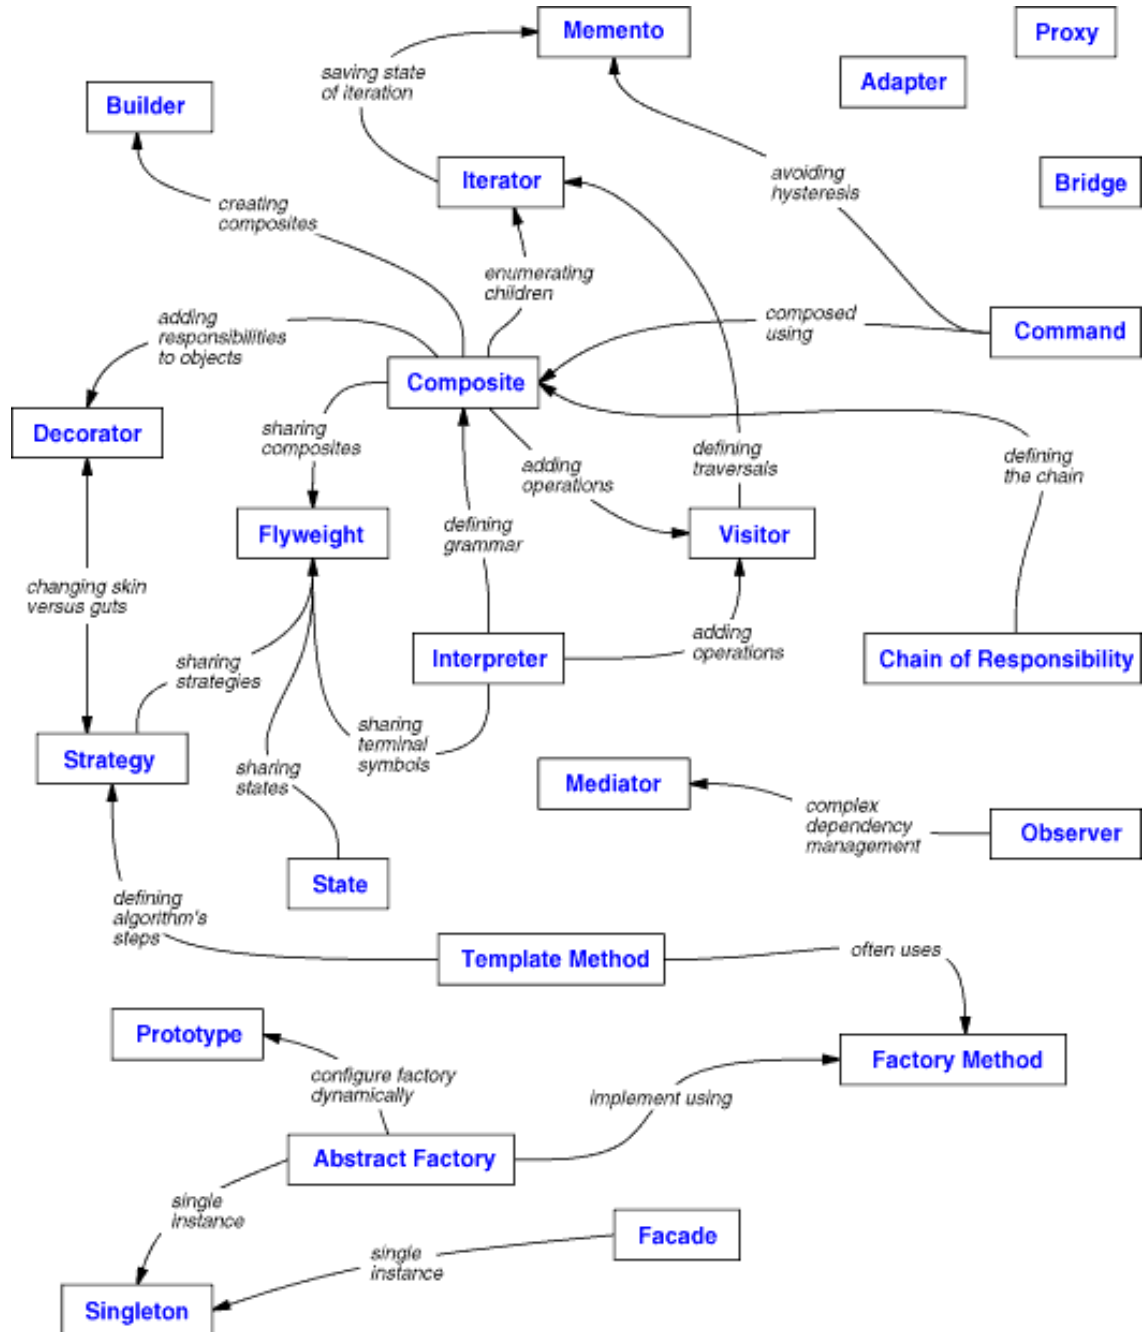 Memento
Proxy
saving state
of iteration
Adapter
Builder
avoiding
hysteresis
Iterator
Bridge
creating
composites
enumerating
children
adding
responsibilities
to objects
composed
using
Command
Composite
Decorator
sharing
composites
adding
operations
defining
traversals
defining
the chain
Flyweight
defining
grammar
Visitor
changing skin
versus guts
sharing
strategies
Interpreter
adding
operations
Chain of Responsibility
Strategy
sharing
states
sharing
terminal
symbols
Mediator
complex
dependency
management
Observer
State
defining
algorithm's
steps
Template Method
often uses
Prototype
configure factory
dynamically
implement using
Factory Method
Abstract Factory
single
instance
Facade
single
instance
Singleton